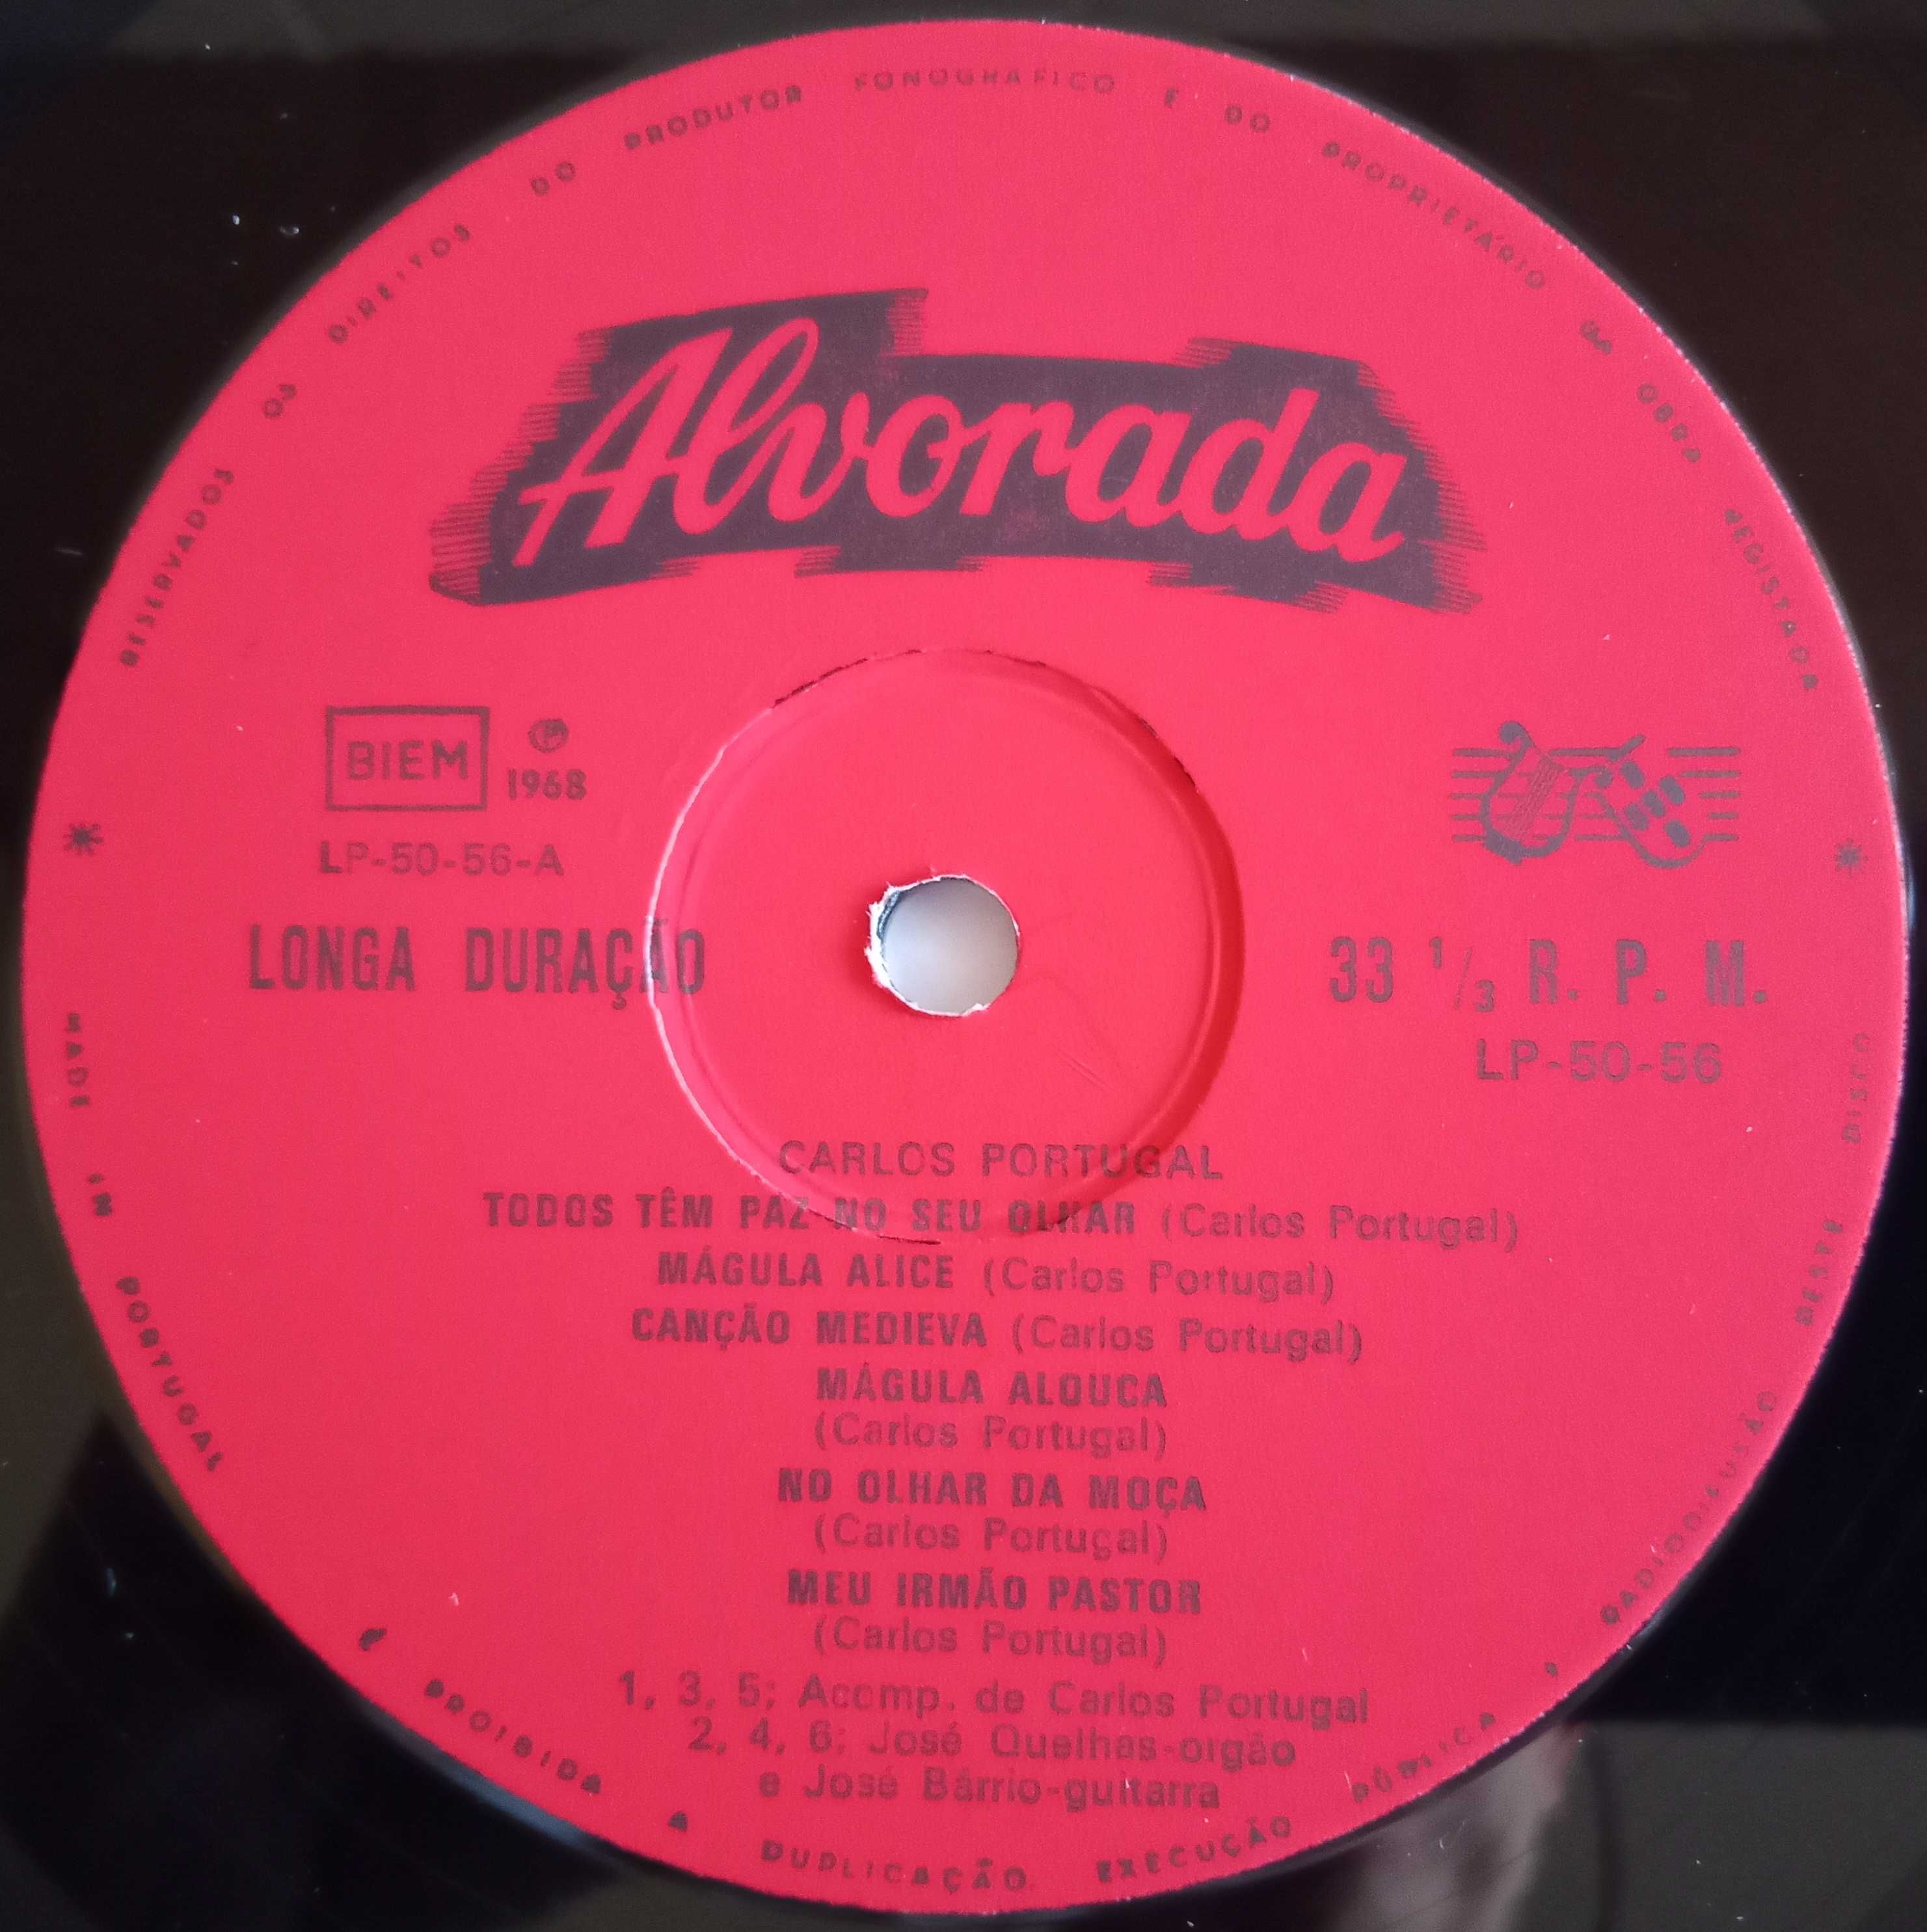 RESERVADOS OS DIREITOS DO PRODUTOR FONOGRAFICO E DO PROPRIETÁRIO DA OBRA REGISTADA
Alvorada
BIEM
℗
1968
LP-50-56-A
LONGA DURAÇÃO
33 1/3 R. P. M.
LP-50-56
CARLOS PORTUGAL
TODOS TÊM PAZ NO SEU OLHAR (Carlos Portugal)
MÁGULA ALICE (Carlos Portugal)
CANÇÃO MEDIEVA (Carlos Portugal)
MÁGULA ALOUCA
(Carlos Portugal)
NO OLHAR DA MOÇA
(Carlos Portugal)
MEU IRMÃO PASTOR
(Carlos Portugal)
1, 3, 5; Acomp. de Carlos Portugal
2, 4, 6: José Quelhas-orgão
e José Bárrio-guitarra
MADE IN PORTUGAL
É PROIBIDA A DUPLICAÇÃO EXECUÇÃO PÚBLICA E RADIODIFUSÃO DESTE DISCO